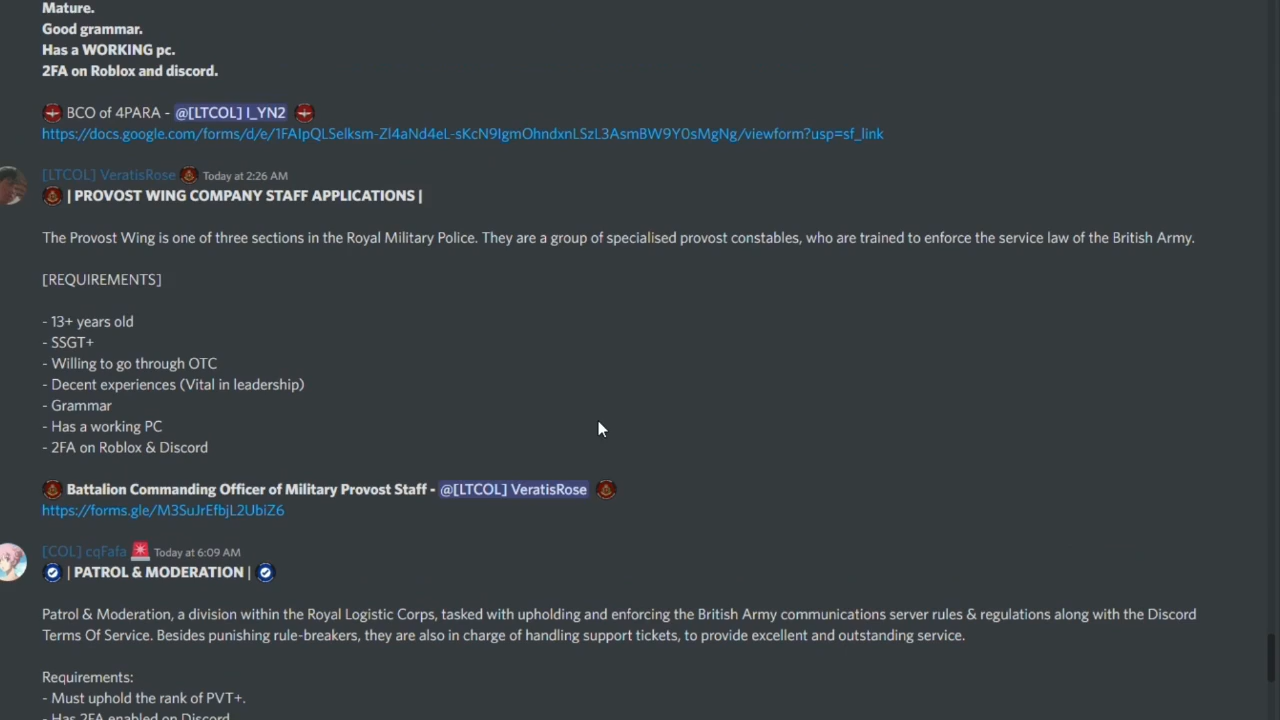 Mature.
Good grammar.
Has a WORKING pc.
2FA on Roblox and discord.
BCO of 4PARA - @[LTCOL] I_YN2
https://docs.google.com/forms/d/e/1FAIpQLSelksm-ZI4aNd4eL-sKcN9IgmOhndxnLSzL3AsmBW9Y0sMgNg/viewform?usp=sf_link
[LTCOL] VeratisRose Today at 2:26 AM
| PROVOST WING COMPANY STAFF APPLICATIONS |
The Provost Wing is one of three sections in the Royal Military Police. They are a group of specialised provost constables, who are trained to enforce the service law of the British Army.
[REQUIREMENTS]
- 13+ years old
- SSGT+
- Willing to go through OTC
- Decent experiences (Vital in leadership)
- Grammar
- Has a working PC
- 2FA on Roblox & Discord
Battalion Commanding Officer of Military Provost Staff - @[LTCOL] VeratisRose
https://forms.gle/M3SuJrEfbjL2UbiZ6
[COL] cqFafa Today at 6:09 AM
| PATROL & MODERATION |
Patrol & Moderation, a division within the Royal Logistic Corps, tasked with upholding and enforcing the British Army communications server rules & regulations along with the Discord
Terms Of Service. Besides punishing rule-breakers, they are also in charge of handling support tickets, to provide excellent and outstanding service.
Requirements:
- Must uphold the rank of PVT+.
- Has 2FA enabled on Discord